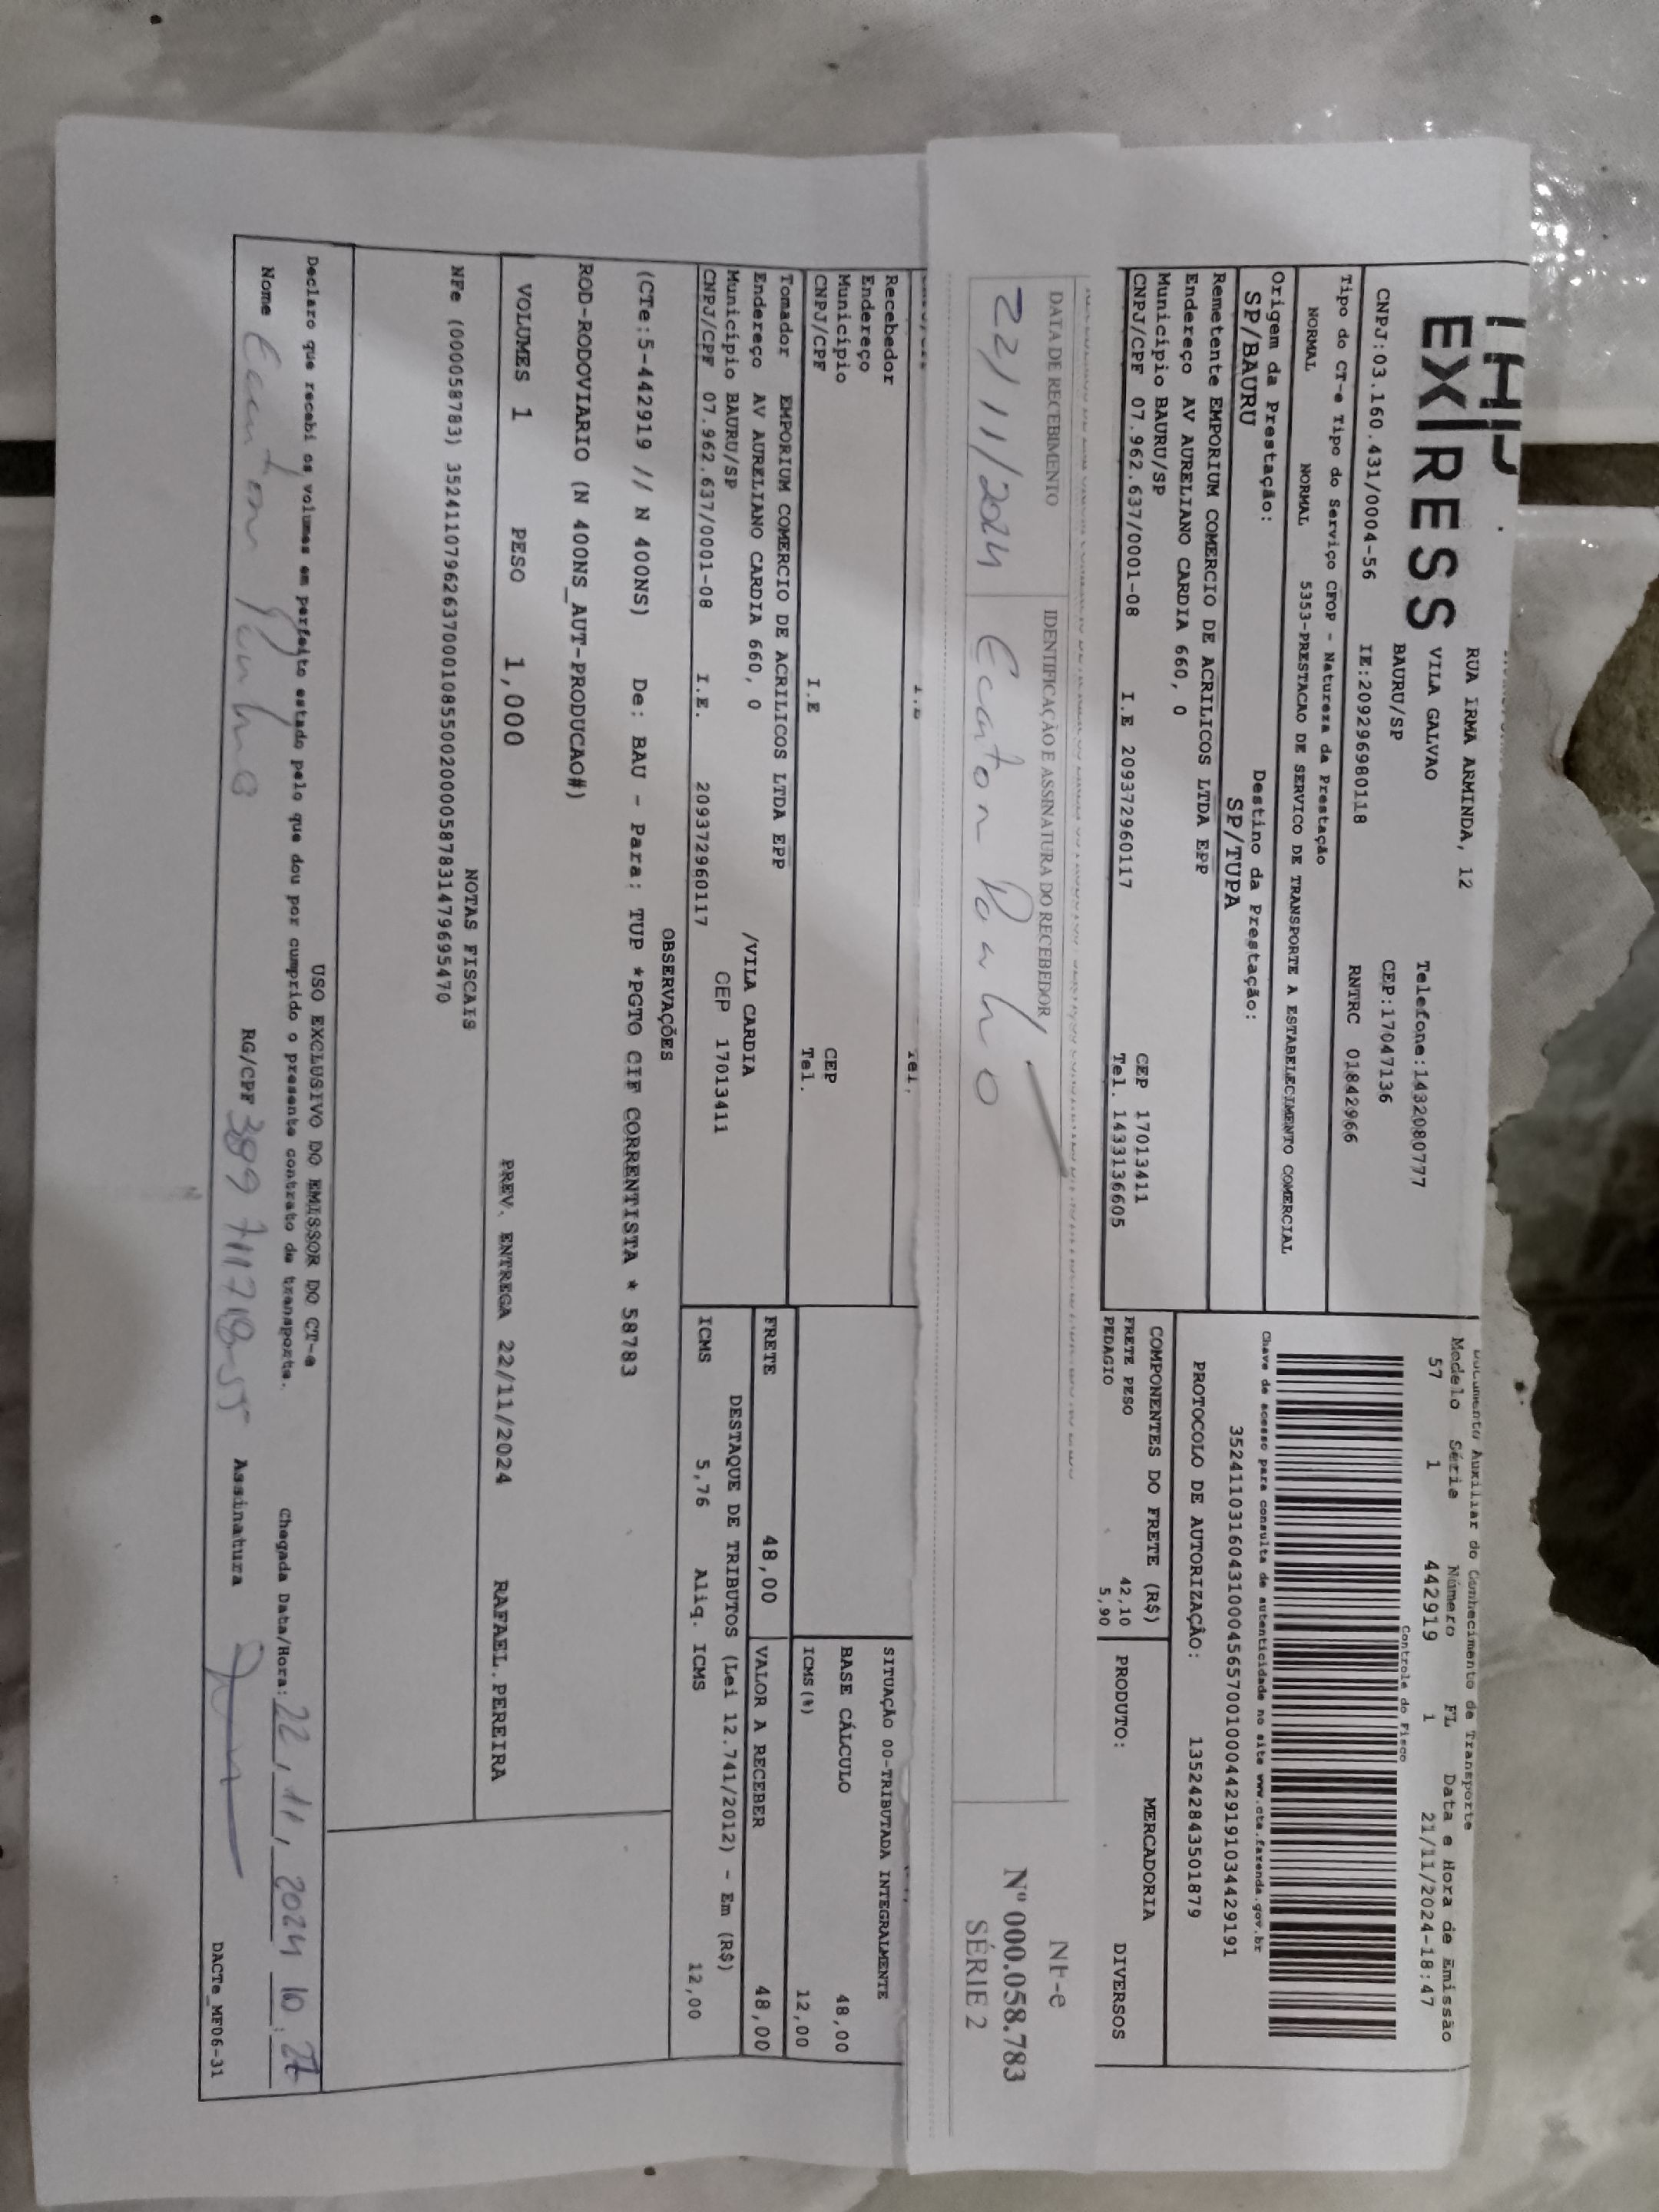 EXPRESS
RUA IRMA ARMINDA, 12
VILA GALVAO
BAURU/SP
Telefone:1432080777
CEP:17047136
CNPJ:03.160.431/0004-56 IE:209296980118 RNTRC 01842966
Tipo do CT-e Tipo do Serviço CFOP - Natureza da Prestação
NORMAL NORMAL 5353-PRESTACAO DE SERVICO DE TRANSPORTE A ESTABELECIMENTO COMERCIAL
Origem da Prestação: Destino da Prestação:
SP/BAURU SP/TUPA
Remetente EMPORIUM COMERCIO DE ACRILICOS LTDA EPP
Endereço AV AURELIANO CARDIA 660, 0
Município BAURU/SP CEP 17013411
CNPJ/CPF 07.962.637/0001-08 I.E 209372960117 Tel. 1433136605
Documento Auxiliar do Conhecimento de Transporte
Modelo Série Número FL Data e Hora de Emissão
57 1 442919 1 21/11/2024-18:47
Controle do Fisco
Chave de acesso para consulta de autenticidade no site www.cte.fazenda.gov.br
35241103160431000456570010004429191034429191
PROTOCOLO DE AUTORIZAÇÃO: 135242843501879
COMPONENTES DO FRETE (R$) MERCADORIA
FRETE PESO 42,10
PEDAGIO 5,90
PRODUTO: DIVERSOS
DATA DE RECEBIMENTO IDENTIFICAÇÃO E ASSINATURA DO RECEBEDOR
22/11/2024
NF-e
Nº 000.058.783
SÉRIE 2
Tel.
Recebedor
Endereço
Município CEP
CNPJ/CPF I.E Tel.
Tomador EMPORIUM COMERCIO DE ACRILICOS LTDA EPP
Endereço AV AURELIANO CARDIA 660, 0 /VILA CARDIA
Município BAURU/SP CEP 17013411
CNPJ/CPF 07.962.637/0001-08 I.E. 209372960117
SITUAÇÃO 00-TRIBUTADA INTEGRALMENTE
BASE CÁLCULO 48,00
ICMS(%) 12,00
FRETE 48,00 VALOR A RECEBER 48,00
DESTAQUE DE TRIBUTOS (Lei 12.741/2012) - Em (R$)
ICMS 5,76 Aliq. ICMS 12,00
OBSERVAÇÕES
(CTe:5-442919 // N 400NS) De: BAU - Para: TUP *PGTO CIF CORRENTISTA * 58783
ROD-RODOVIARIO (N 400NS_AUT-PRODUCAO#)
VOLUMES 1 PESO 1,000 PREV. ENTREGA 22/11/2024 RAFAEL.PEREIRA
NOTAS FISCAIS
NFe (000058783) 35241107962637000108550020000587831479695470
USO EXCLUSIVO DO EMISSOR DO CT-e
Declaro que recebi os volumes em perfeito estado pelo que dou por cumprido o presente contrato de transporte. Chegada Data/Hora: 22/11/2024 10:27
Nome RG/CPF Assinatura
DACTe_MF06-31